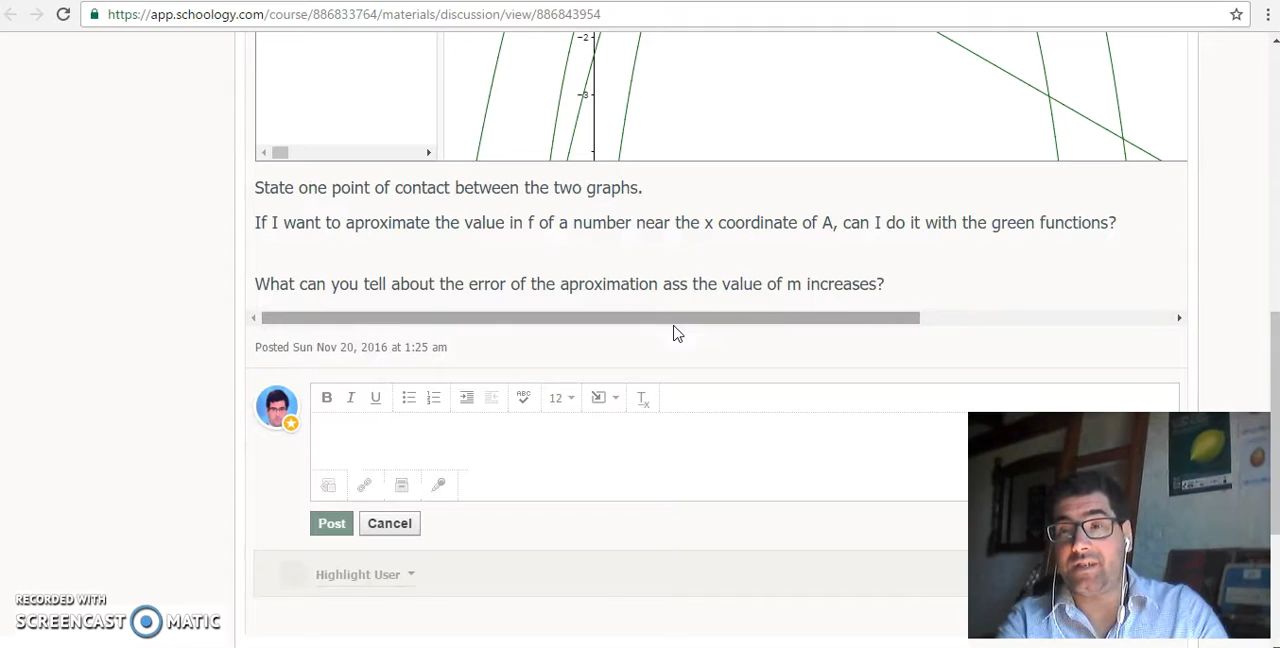 https://app.schoology.com/course/886833764/materials/discussion/view/886843954
-2
-3
State one point of contact between the two graphs.
If I want to aproximate the value in f of a number near the x coordinate of A, can I do it with the green functions?
What can you tell about the error of the aproximation ass the value of m increases?
Posted Sun Nov 20, 2016 at 1:25 am
B I U ABC 12 Tx
Post Cancel
Highlight User
RECORDED WITH
SCREENCAST MATIC